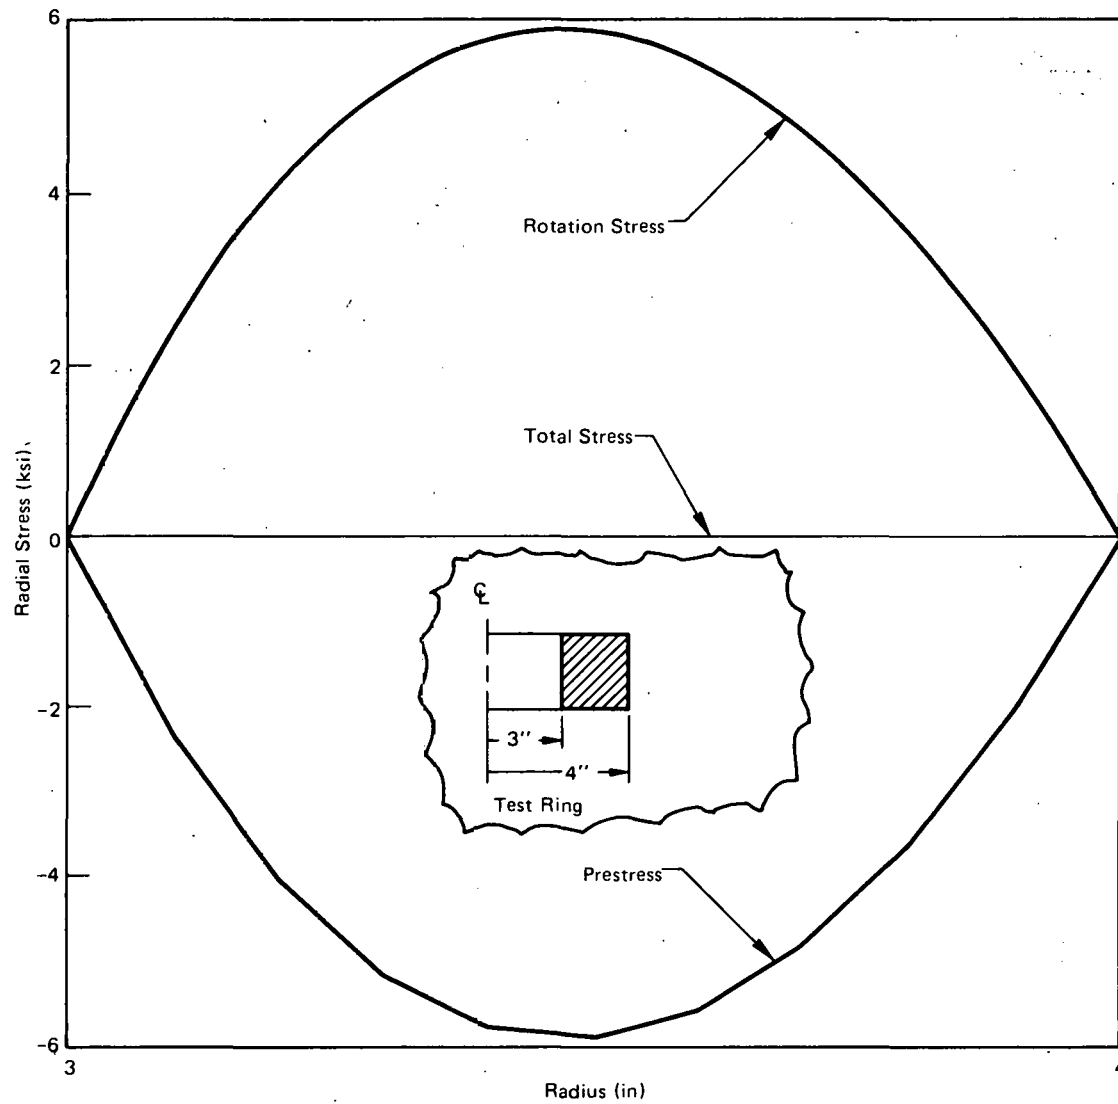 6
4
2
0
-2
-4
-6
Radial Stress (ksi)
Rotation Stress
Total Stress
℄
3''
4''
Test Ring
Prestress
3
Radius (in)